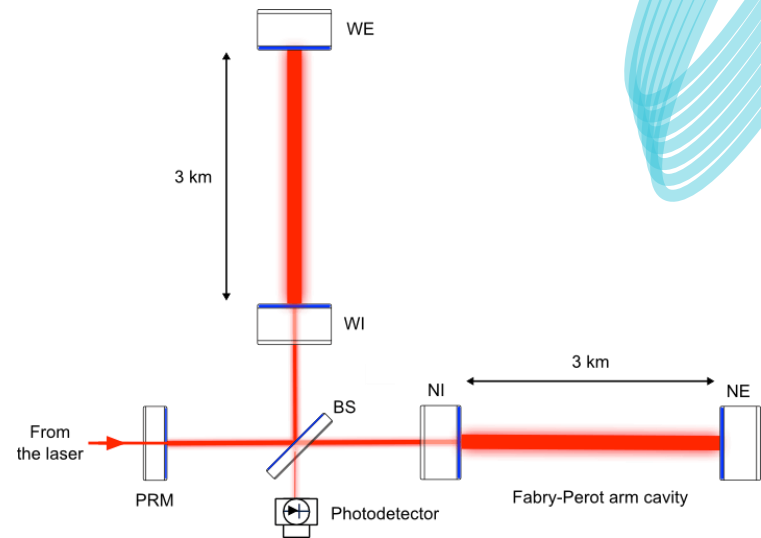 WE
3 km
WI
3 km
BS
NI
NE
From
the laser
PRM
Photodetector
Fabry-Perot arm cavity